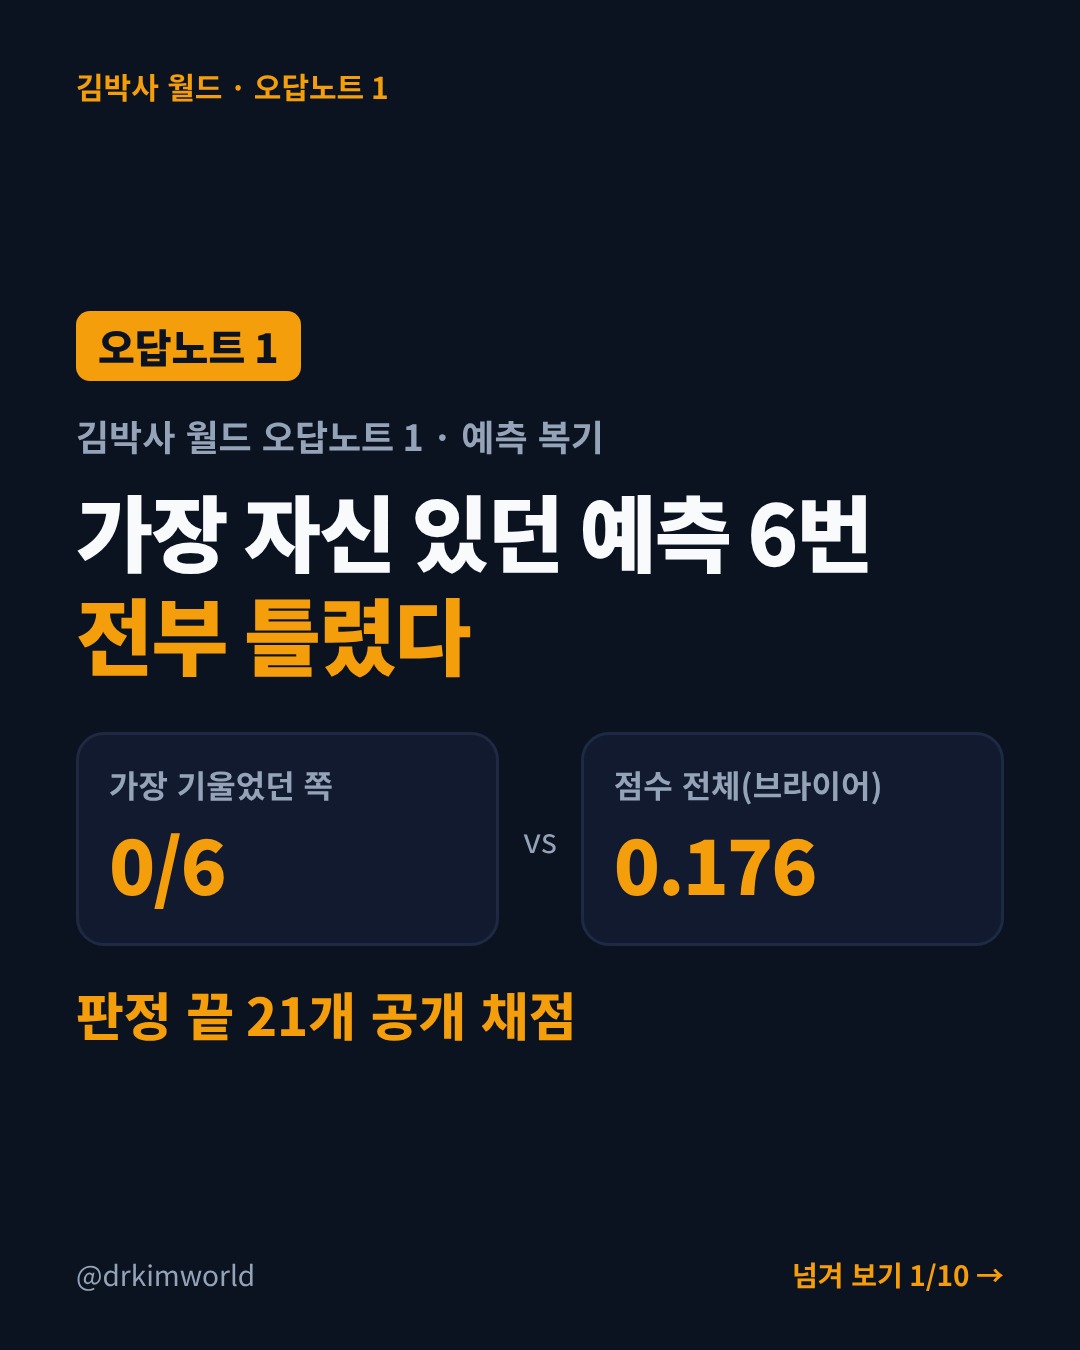 김박사 월드 · 오답노트 1
오답노트 1
김박사 월드 오답노트 1 · 예측 복기
가장 자신 있던 예측 6번
전부 틀렸다
가장 기울었던 쪽
0/6
vs
점수 전체(브라이어)
0.176
판정 끝 21개 공개 채점
@drkimworld
넘겨 보기 1/10 →